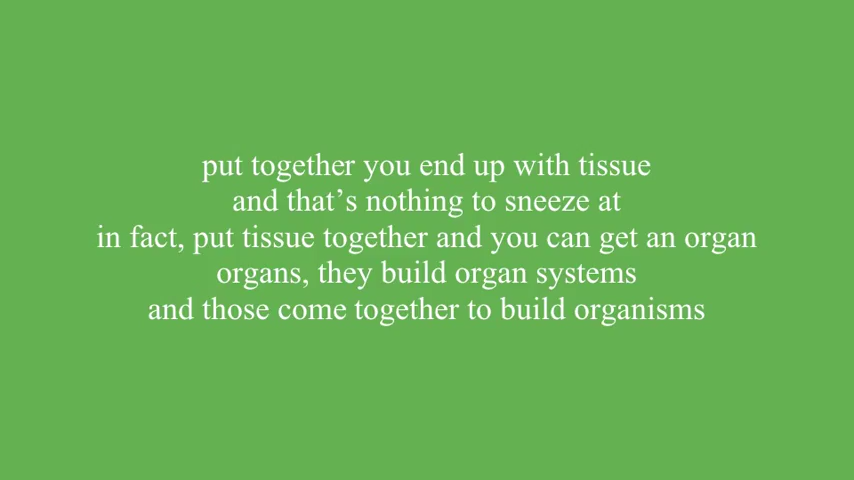 put together you end up with tissue
and that’s nothing to sneeze at
in fact, put tissue together and you can get an organ
organs, they build organ systems
and those come together to build organisms